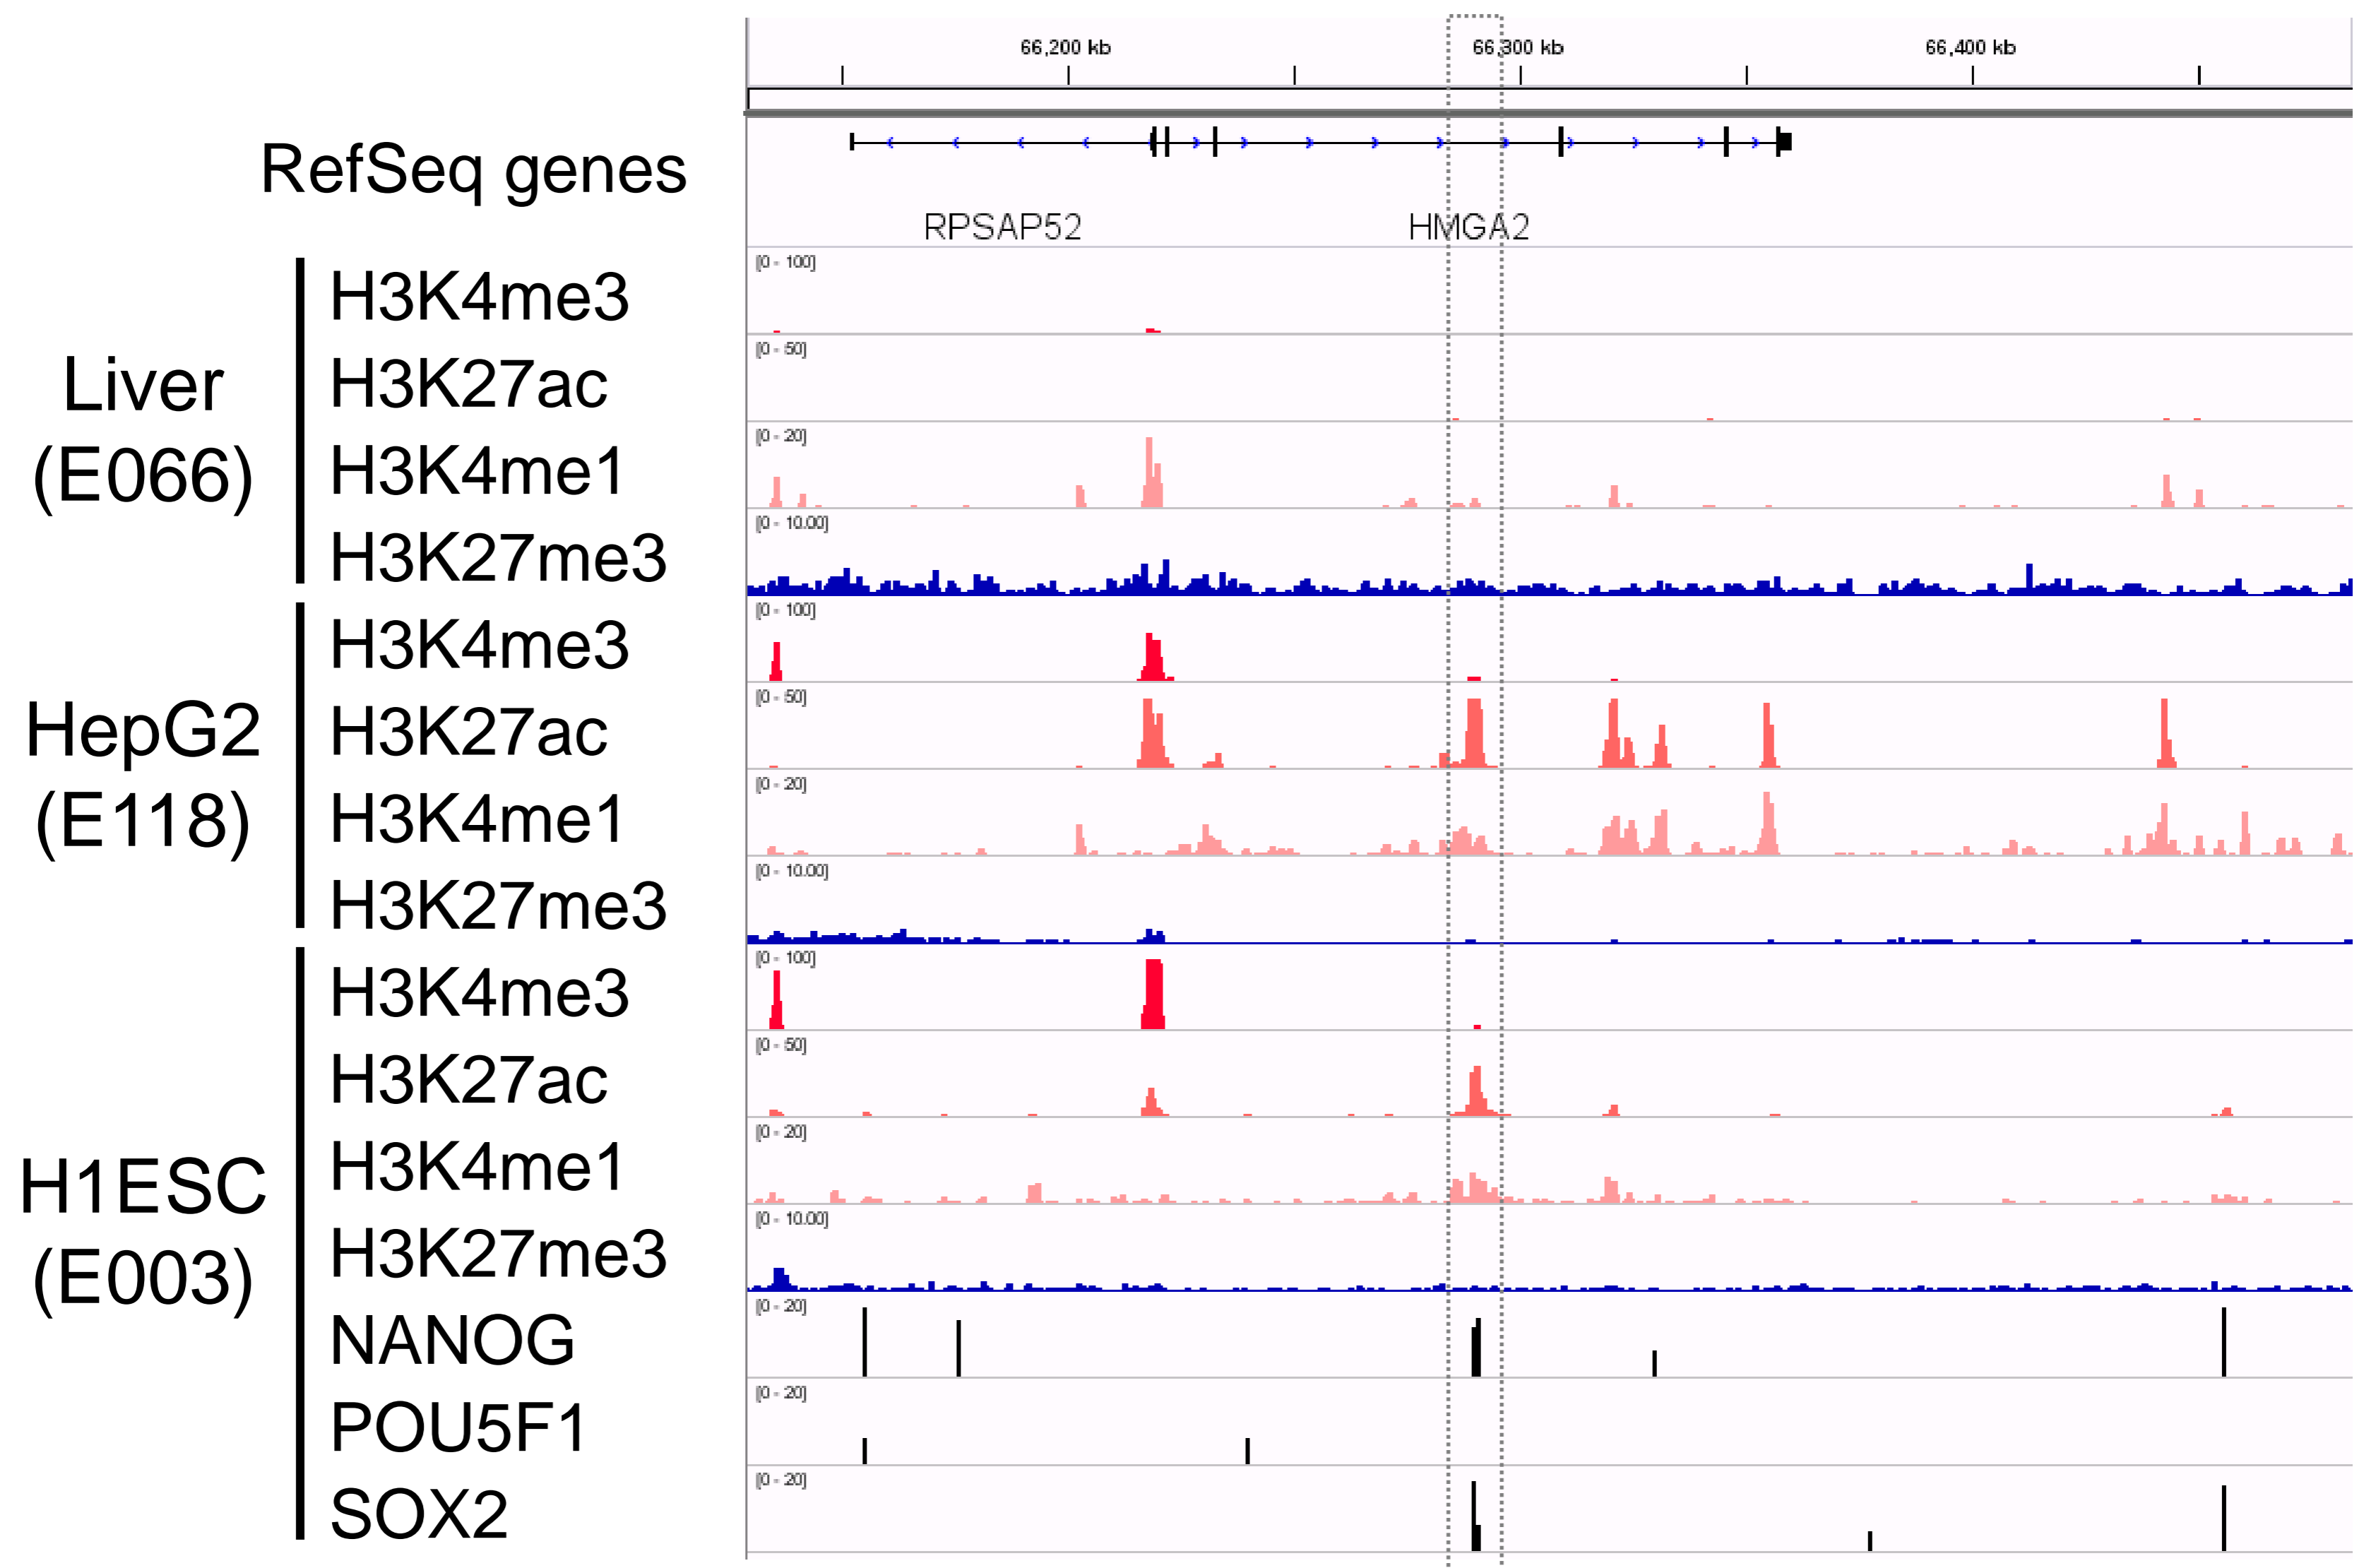 66,200 kb 66,300 kb 66,400 kb
RefSeq genes
RPSAP52 HMGA2
Liver
(E066)
H3K4me3
[0 - 100]
H3K27ac
[0 - 50]
H3K4me1
[0 - 20]
H3K27me3
[0 - 10.00]
HepG2
(E118)
H3K4me3
[0 - 100]
H3K27ac
[0 - 50]
H3K4me1
[0 - 20]
H3K27me3
[0 - 10.00]
H1ESC
(E003)
H3K4me3
[0 - 100]
H3K27ac
[0 - 50]
H3K4me1
[0 - 20]
H3K27me3
[0 - 10.00]
NANOG
[0 - 20]
POU5F1
[0 - 20]
SOX2
[0 - 20]